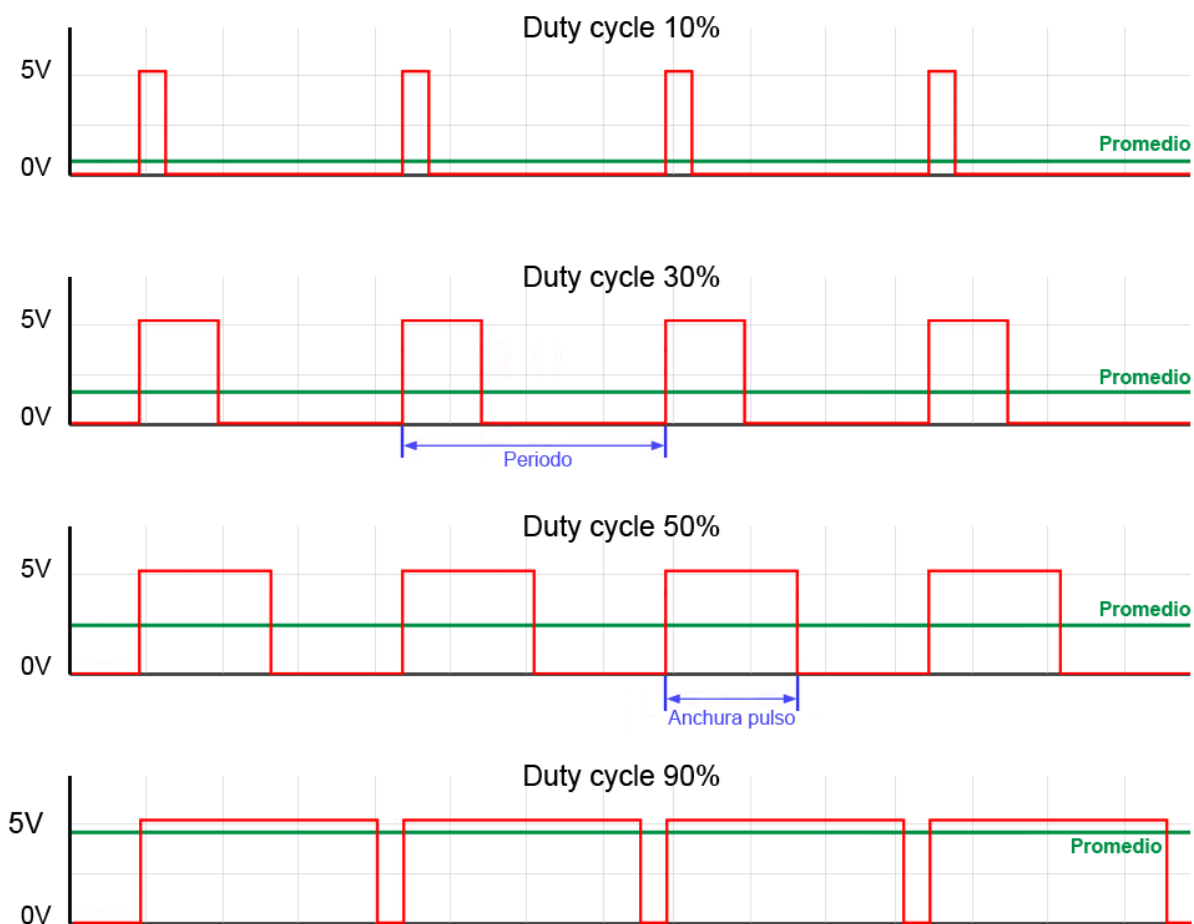 Duty cycle 10%
5V
Promedio
0V
Duty cycle 30%
5V
Promedio
0V
Periodo
Duty cycle 50%
5V
Promedio
0V
Anchura pulso
Duty cycle 90%
5V
Promedio
0V